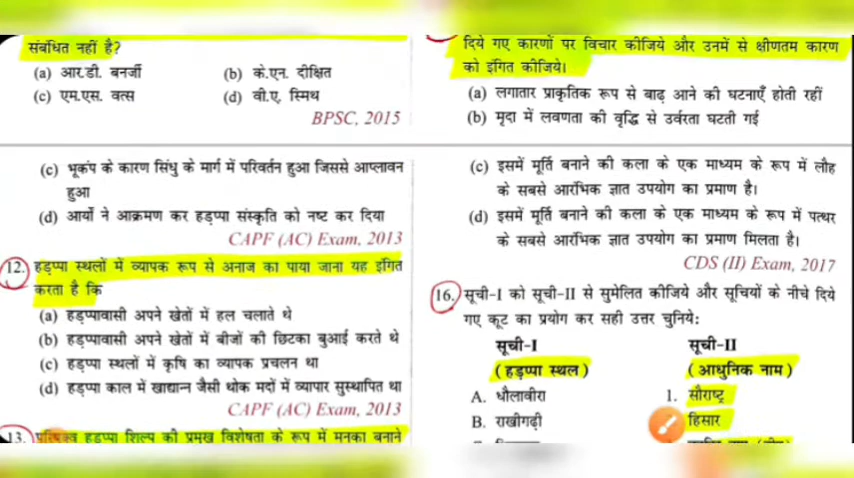 संबंधित नहीं है?
(a) आर.डी. बनर्जी (b) के.एन. दीक्षित
(c) एम.एस. वत्स (d) वी.ए. स्मिथ
BPSC, 2015
(c) भूकंप के कारण सिंधु के मार्ग में परिवर्तन हुआ जिससे आप्लावन
हुआ
(d) आर्यों ने आक्रमण कर हड़प्पा संस्कृति को नष्ट कर दिया
CAPF (AC) Exam, 2013
12. हड़प्पा स्थलों में व्यापक रूप से अनाज का पाया जाना यह इंगित
करता है कि
(a) हड़प्पावासी अपने खेतों में हल चलाते थे
(b) हड़प्पावासी अपने खेतों में बीजों की छिटका बुआई करते थे
(c) हड़प्पा स्थलों में कृषि का व्यापक प्रचलन था
(d) हड़प्पा काल में खाद्यान्न जैसी थोक मदों में व्यापार सुस्थापित था
CAPF (AC) Exam, 2013
13. परिपक्व हड़प्पा शिल्प की प्रमुख विशेषता के रूप में मनका बनाने
दिये गए कारणों पर विचार कीजिये और उनमें से क्षीणतम कारण
को इंगित कीजिये।
(a) लगातार प्राकृतिक रूप से बाढ़ आने की घटनाएँ होती रहीं
(b) मृदा में लवणता की वृद्धि से उर्वरता घटती गई
(c) इसमें मूर्ति बनाने की कला के एक माध्यम के रूप में लौह
के सबसे आरंभिक ज्ञात उपयोग का प्रमाण है।
(d) इसमें मूर्ति बनाने की कला के एक माध्यम के रूप में पत्थर
के सबसे आरंभिक ज्ञात उपयोग का प्रमाण मिलता है।
CDS (II) Exam, 2017
16. सूची-I को सूची-II से सुमेलित कीजिये और सूचियों के नीचे दिये
गए कूट का प्रयोग कर सही उत्तर चुनिये:
सूची-I सूची-II
(हड़प्पा स्थल) (आधुनिक नाम)
A. धौलावीरा 1. सौराष्ट्र
B. राखीगढ़ी हिसार